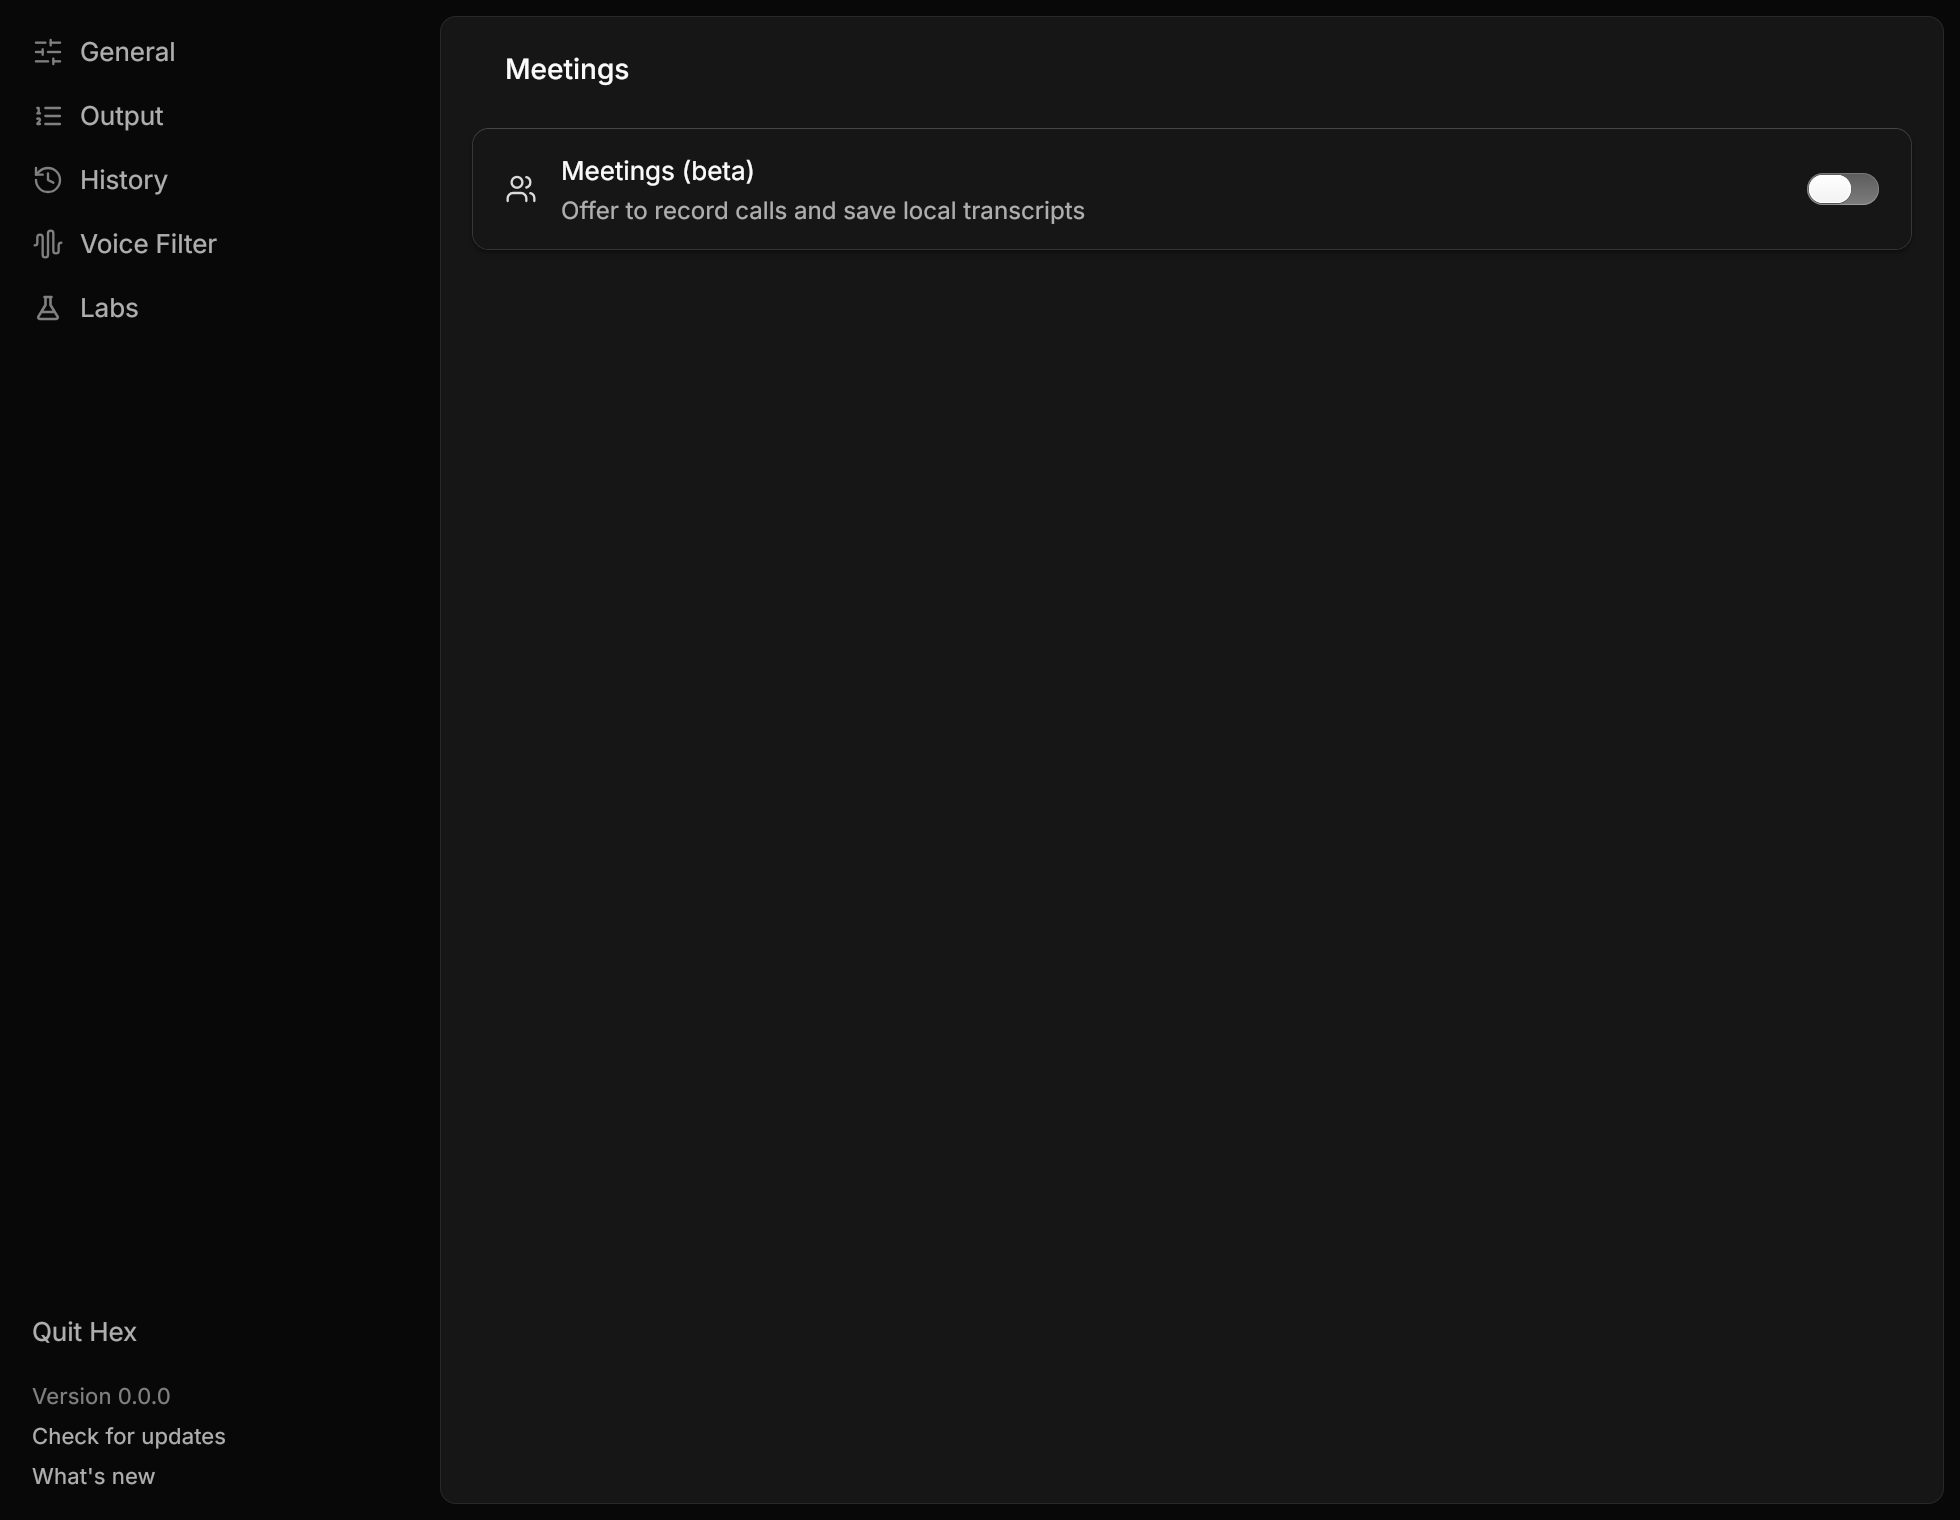 General
Output
History
Voice Filter
Labs
Quit Hex
Version 0.0.0
Check for updates
What's new
Meetings
Meetings (beta)
Offer to record calls and save local transcripts